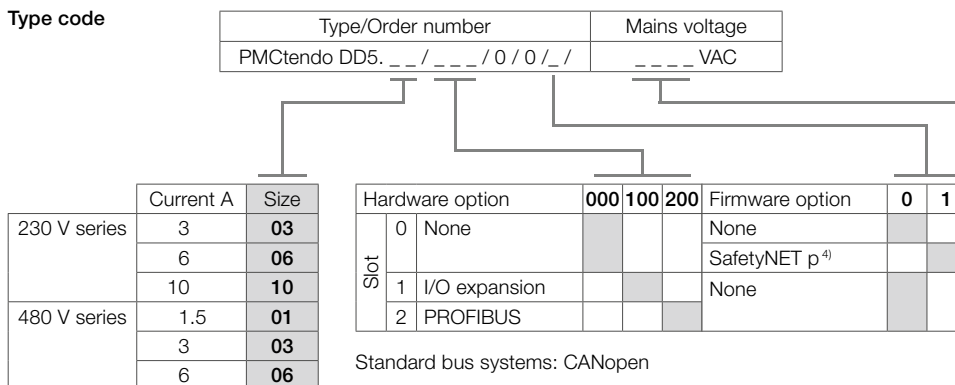 Type code
Type/Order number Mains voltage
PMCtendo DD5. _ _ / _ _ _ / 0 / 0 /_ / _ _ _ _ VAC
Current A Size
230 V series 3 03
6 06
10 10
480 V series 1.5 01
3 03
6 06
Hardware option 000 100 200 Firmware option 0 1
Slot 0 None None
SafetyNET p 4)
1 I/O expansion None
2 PROFIBUS
Standard bus systems: CANopen